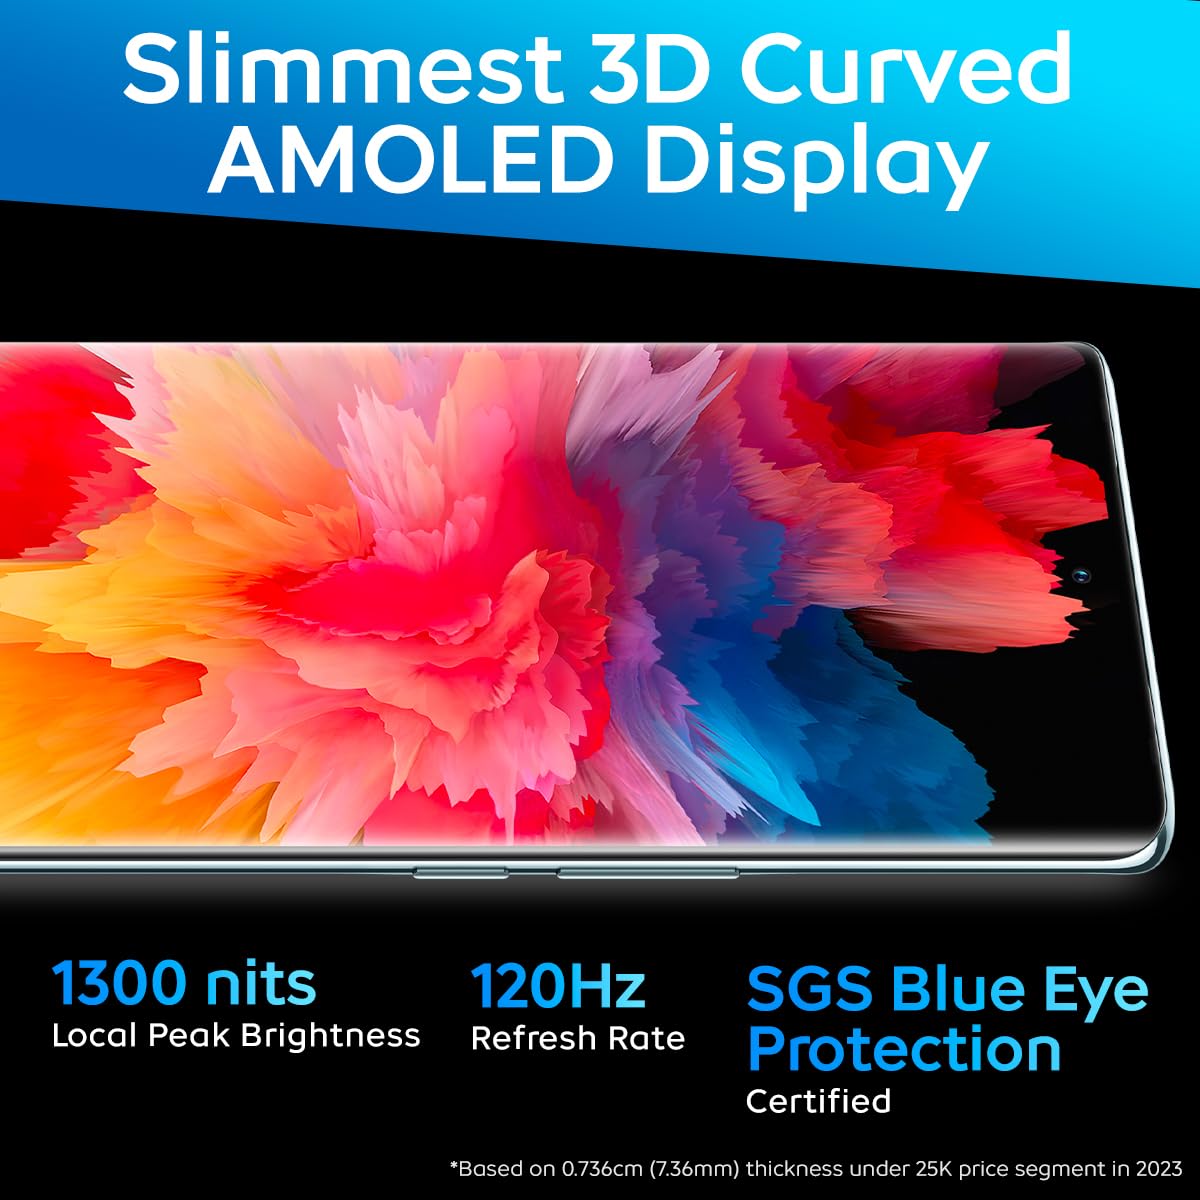 Slimmest 3D Curved
AMOLED Display
1300 nits
Local Peak Brightness
120Hz
Refresh Rate
SGS Blue Eye
Protection
Certified
*Based on 0.736cm (7.36mm) thickness under 25K price segment in 2023